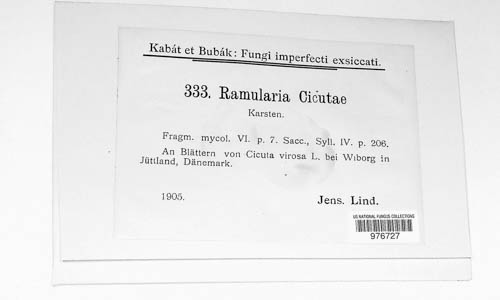 Kabát et Bubák: Fungi imperfecti exsiccati.
333. Ramularia Cicutae
Karsten.
Fragm. mycol. VI. p. 7. Sacc., Syll. IV. p. 206.
An Blättern von Cicuta virosa L. bei Wiborg in
Jüttland, Dänemark.
1905.
Jens. Lind.
US NATIONAL FUNGUS COLLECTIONS
976727